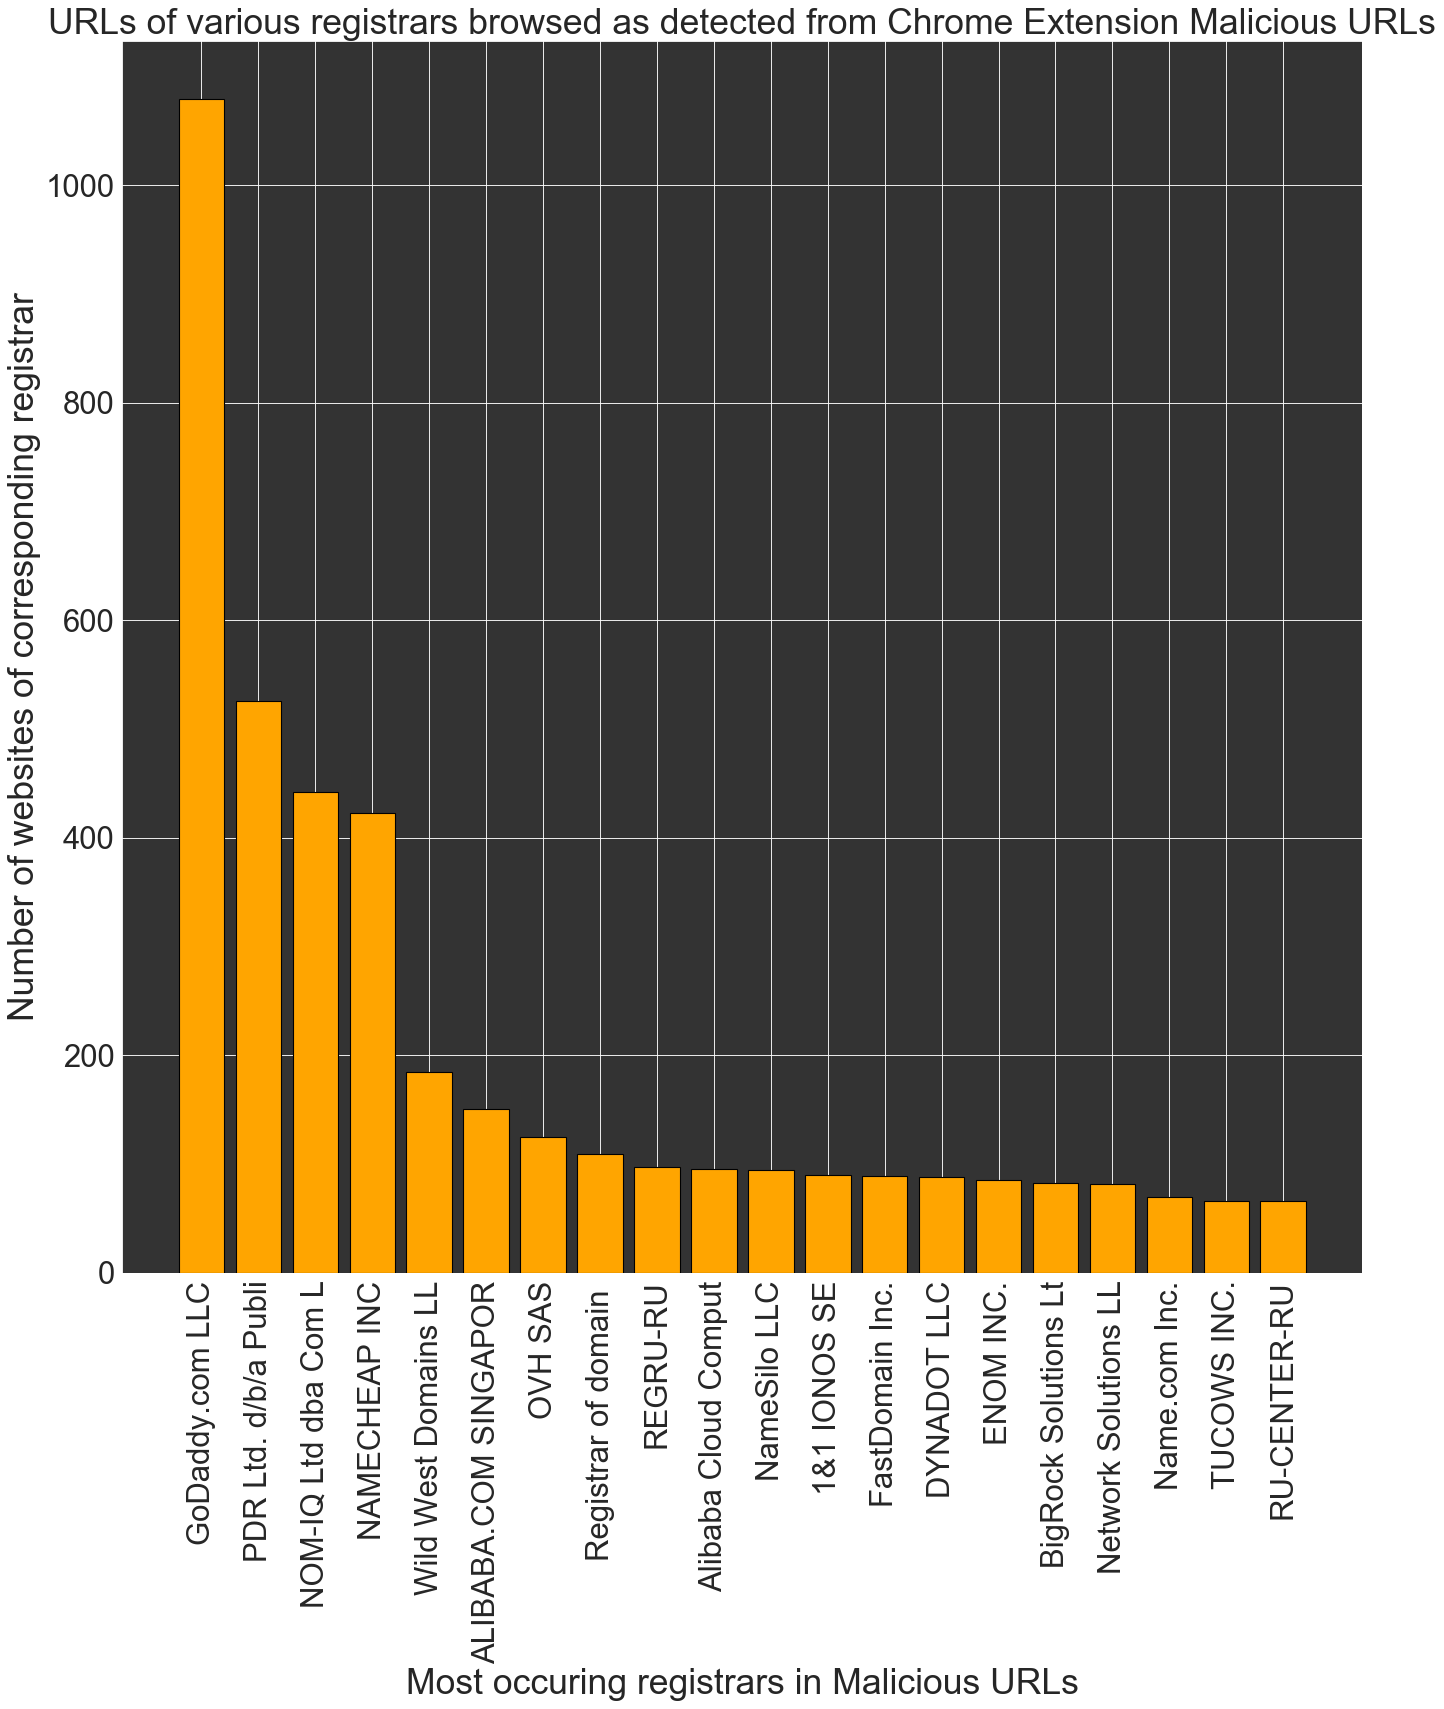 URLs of various registrars browsed as detected from Chrome Extension Malicious URLs
Number of websites of corresponding registrar
1000
800
600
400
200
0
GoDaddy.com LLC
PDR Ltd. d/b/a Publi
NOM-IQ Ltd dba Com L
NAMECHEAP INC
Wild West Domains LL
ALIBABA.COM SINGAPOR
OVH SAS
Registrar of domain
REGRU-RU
Alibaba Cloud Comput
NameSilo LLC
1&1 IONOS SE
FastDomain Inc.
DYNADOT LLC
ENOM INC.
BigRock Solutions Lt
Network Solutions LL
Name.com Inc.
TUCOWS INC.
RU-CENTER-RU
Most occuring registrars in Malicious URLs